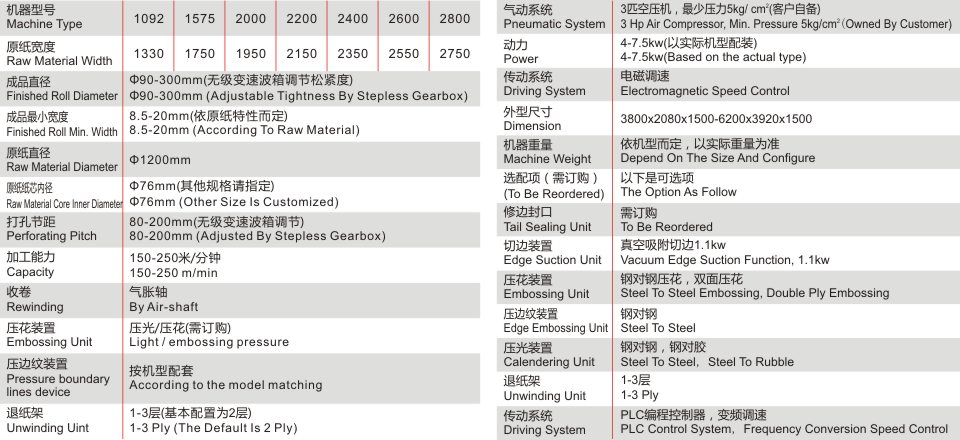 机器型号
Machine Type
1092 1575 2000 2200 2400 2600 2800
原纸宽度
Raw Material Width
1330 1750 1950 2150 2350 2550 2750
成品直径
Finished Roll Diameter
Φ90-300mm(无级变速波箱调节松紧度)
Φ90-300mm (Adjustable Tightness By Stepless Gearbox)
成品最小宽度
Finished Roll Min. Width
8.5-20mm(依原纸特性而定)
8.5-20mm (According To Raw Material)
原纸直径
Raw Material Diameter
Φ1200mm
原纸纸芯内径
Raw Material Core Inner Diameter
Φ76mm(其他规格请指定)
Φ76mm (Other Size Is Customized)
打孔节距
Perforating Pitch
80-200mm(无级变速波箱调节)
80-200mm (Adjusted By Stepless Gearbox)
加工能力
Capacity
150-250米/分钟
150-250 m/min
收卷
Rewinding
气胀轴
By Air-shaft
压花装置
Embossing Unit
压光/压花(需订购)
Light / embossing pressure
压边纹装置
Pressure boundary
lines device
按机型配套
According to the model matching
退纸架
Unwinding Uint
1-3层(基本配置为2层)
1-3 Ply (The Default Is 2 Ply)
气动系统
Pneumatic System
3匹空压机，最少压力5kg/ cm²(客户自备)
3 Hp Air Compressor, Min. Pressure 5kg/cm²（Owned By Customer)
动力
Power
4-7.5kw(以实际机型配装)
4-7.5kw(Based on the actual type)
传动系统
Driving System
电磁调速
Electromagnetic Speed Control
外型尺寸
Dimension
3800x2080x1500-6200x3920x1500
机器重量
Machine Weight
依机型而定，以实际重量为准
Depend On The Size And Configure
选配项（需订购）
(To Be Reordered)
以下是可选项
The Option As Follow
修边封口
Tail Sealing Unit
需订购
To Be Reordered
切边装置
Edge Suction Unit
真空吸附切边1.1kw
Vacuum Edge Suction Function, 1.1kw
压花装置
Embossing Unit
钢对钢压花，双面压花
Steel To Steel Embossing, Double Ply Embossing
压边纹装置
Edge Embossing Unit
钢对钢
Steel To Steel
压光装置
Calendering Unit
钢对钢，钢对胶
Steel To Steel，Steel To Rubble
退纸架
Unwinding Unit
1-3层
1-3 Ply
传动系统
Driving System
PLC编程控制器，变频调速
PLC Control System，Frequency Conversion Speed Control